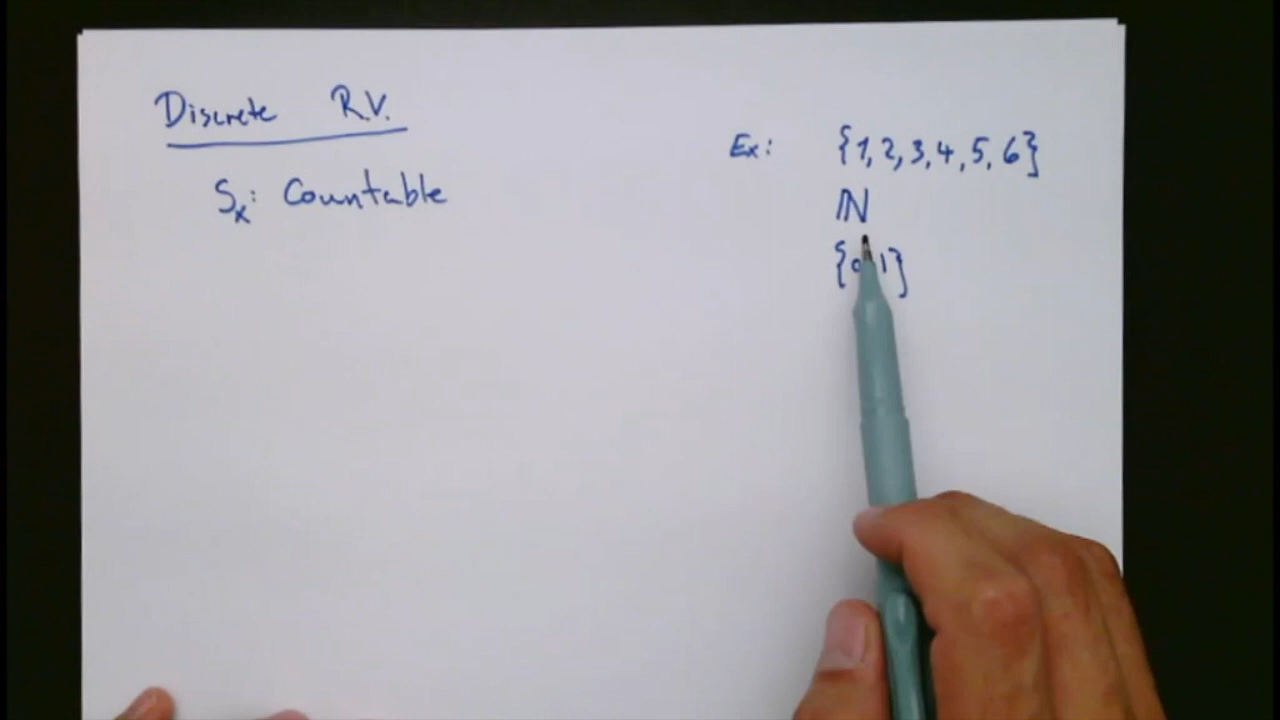 Discrete R.V.
Sx: Countable
Ex: {1, 2, 3, 4, 5, 6}
ℕ
{0,1}